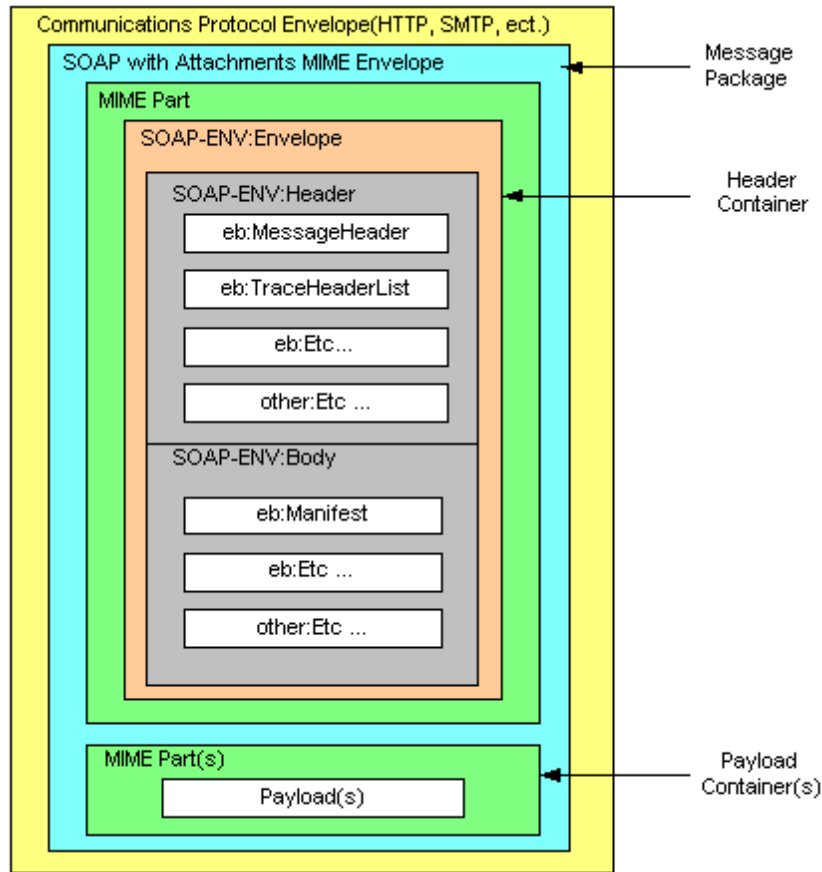 Communications Protocol Envelope(HTTP, SMTP, ect.)
SOAP with Attachments MIME Envelope
MIME Part
SOAP-ENV:Envelope
SOAP-ENV:Header
eb:MessageHeader
eb:TraceHeaderList
eb:Etc...
other:Etc ...
SOAP-ENV:Body
eb:Manifest
eb:Etc ...
other:Etc ...
MIME Part(s)
Payload(s)
Message
Package
Header
Container
Payload
Container(s)